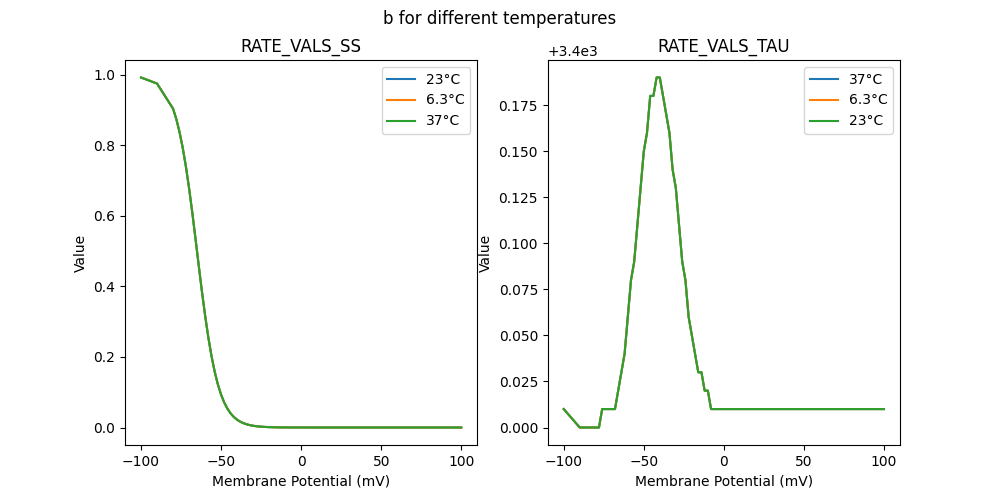 b for different temperatures
RATE_VALS_SS
1.0
0.8
0.6
0.4
0.2
0.0
Value
−100
−50
0
50
100
Membrane Potential (mV)
23°C
6.3°C
37°C
RATE_VALS_TAU
+3.4e3
0.175
0.150
0.125
0.100
0.075
0.050
0.025
0.000
Value
−100
−50
0
50
100
Membrane Potential (mV)
37°C
6.3°C
23°C